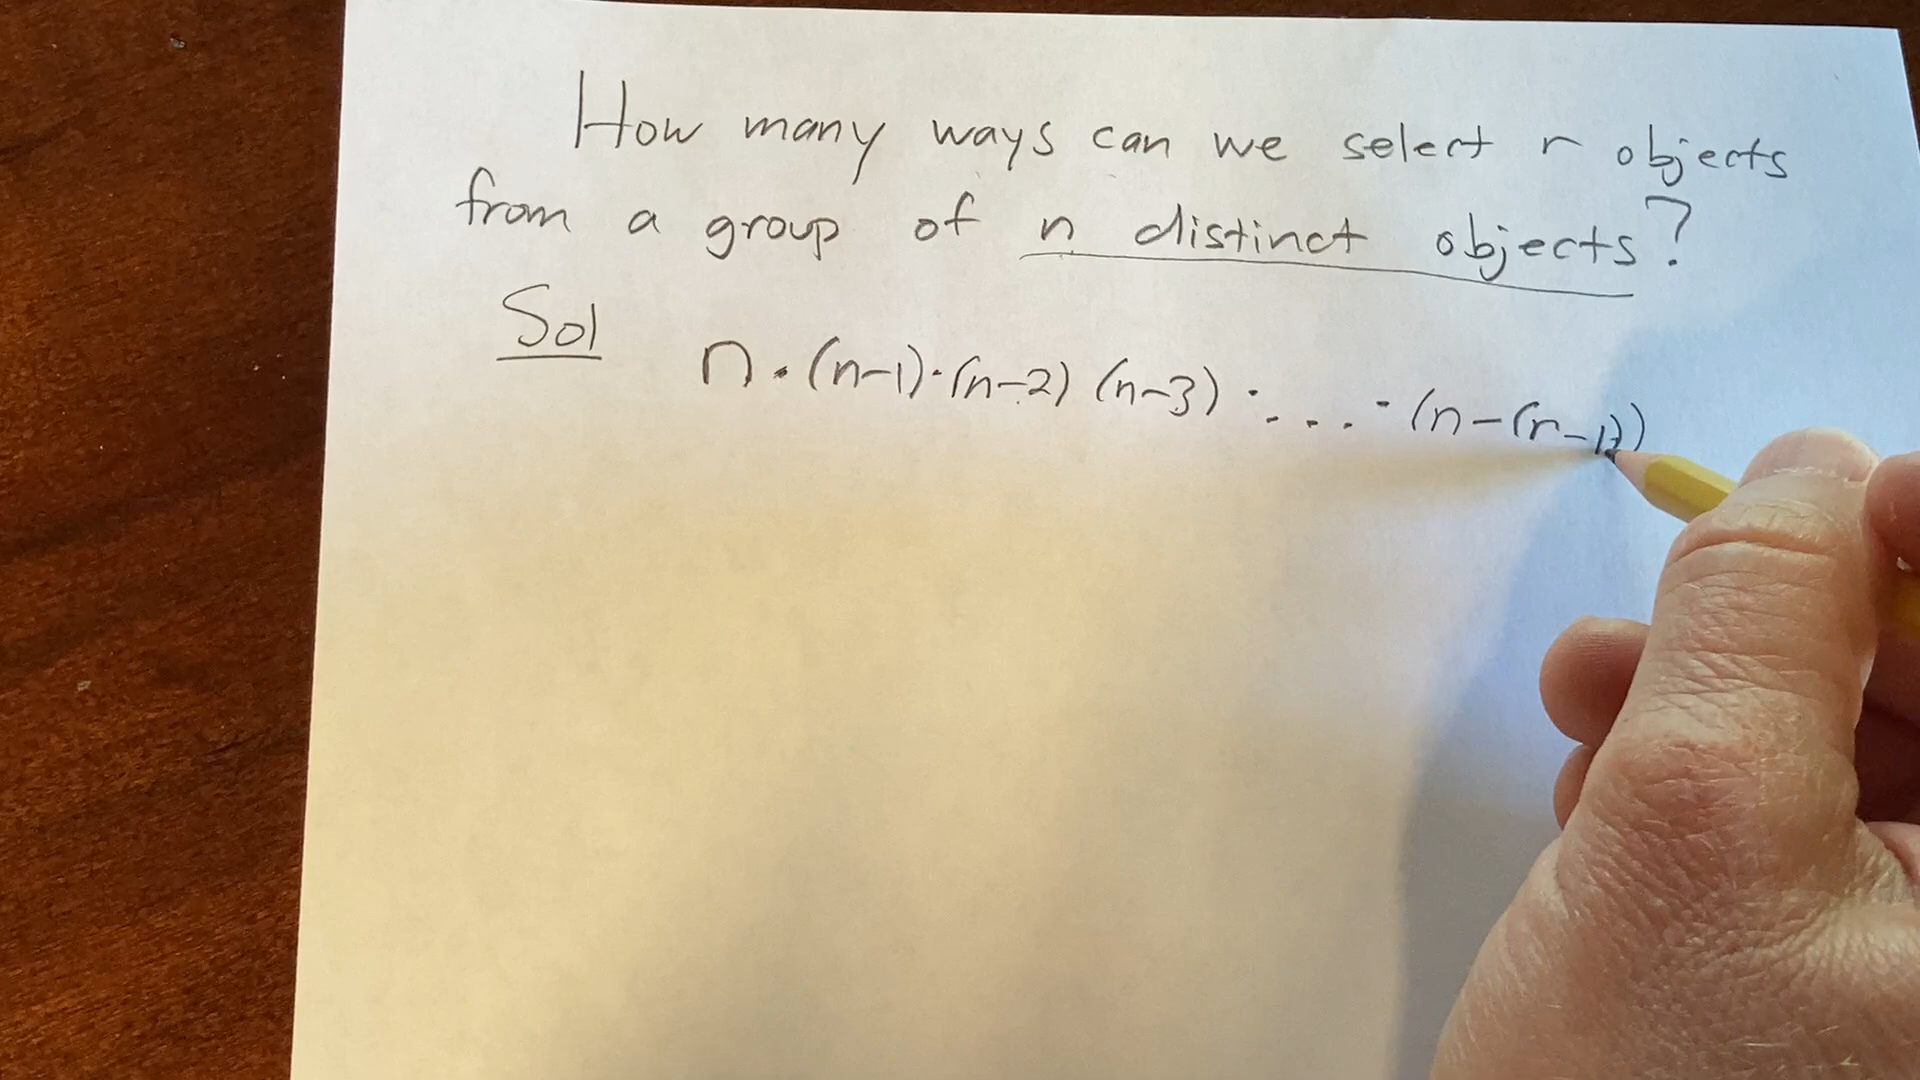 How many ways can we select r objects
from a group of n distinct objects?
Sol n · (n-1) · (n-2) (n-3) · . . . · (n-(r-1))